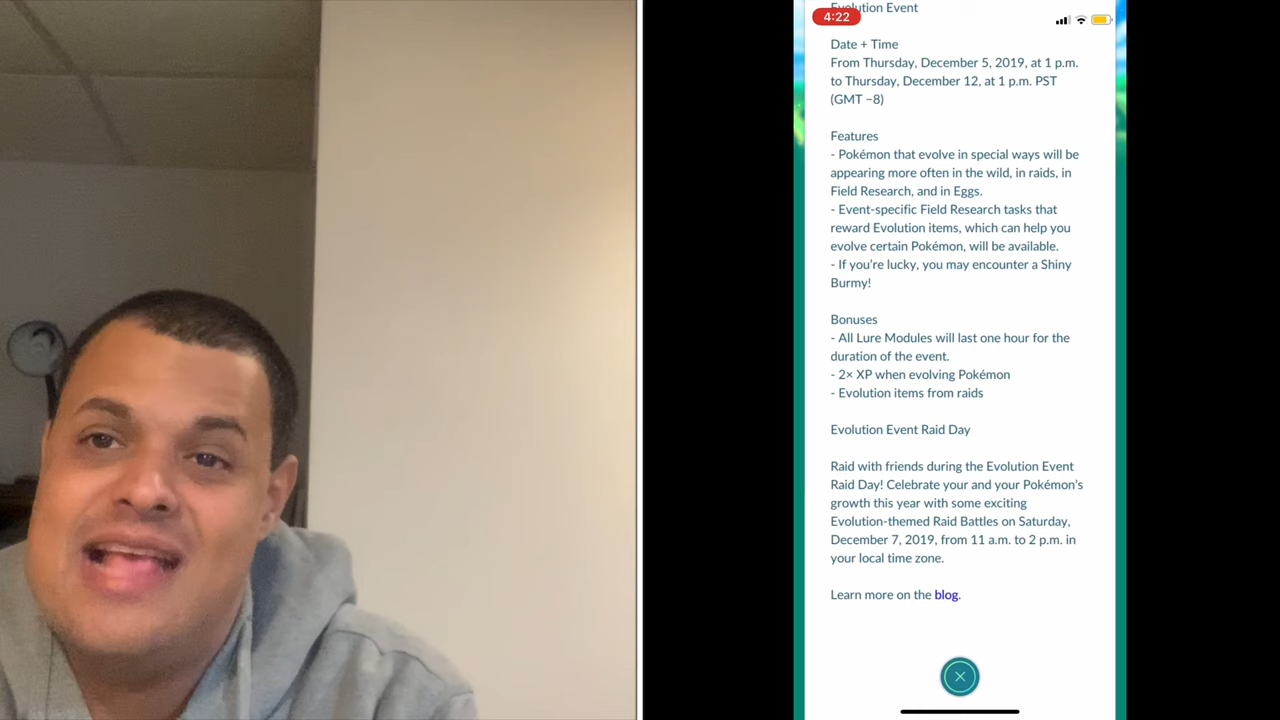 Evolution Event
4:22
Date + Time
From Thursday, December 5, 2019, at 1 p.m.
to Thursday, December 12, at 1 p.m. PST
(GMT −8)
Features
- Pokémon that evolve in special ways will be
appearing more often in the wild, in raids, in
Field Research, and in Eggs.
- Event-specific Field Research tasks that
reward Evolution items, which can help you
evolve certain Pokémon, will be available.
- If you’re lucky, you may encounter a Shiny
Burmy!
Bonuses
- All Lure Modules will last one hour for the
duration of the event.
- 2× XP when evolving Pokémon
- Evolution items from raids
Evolution Event Raid Day
Raid with friends during the Evolution Event
Raid Day! Celebrate your and your Pokémon’s
growth this year with some exciting
Evolution-themed Raid Battles on Saturday,
December 7, 2019, from 11 a.m. to 2 p.m. in
your local time zone.
Learn more on the blog.